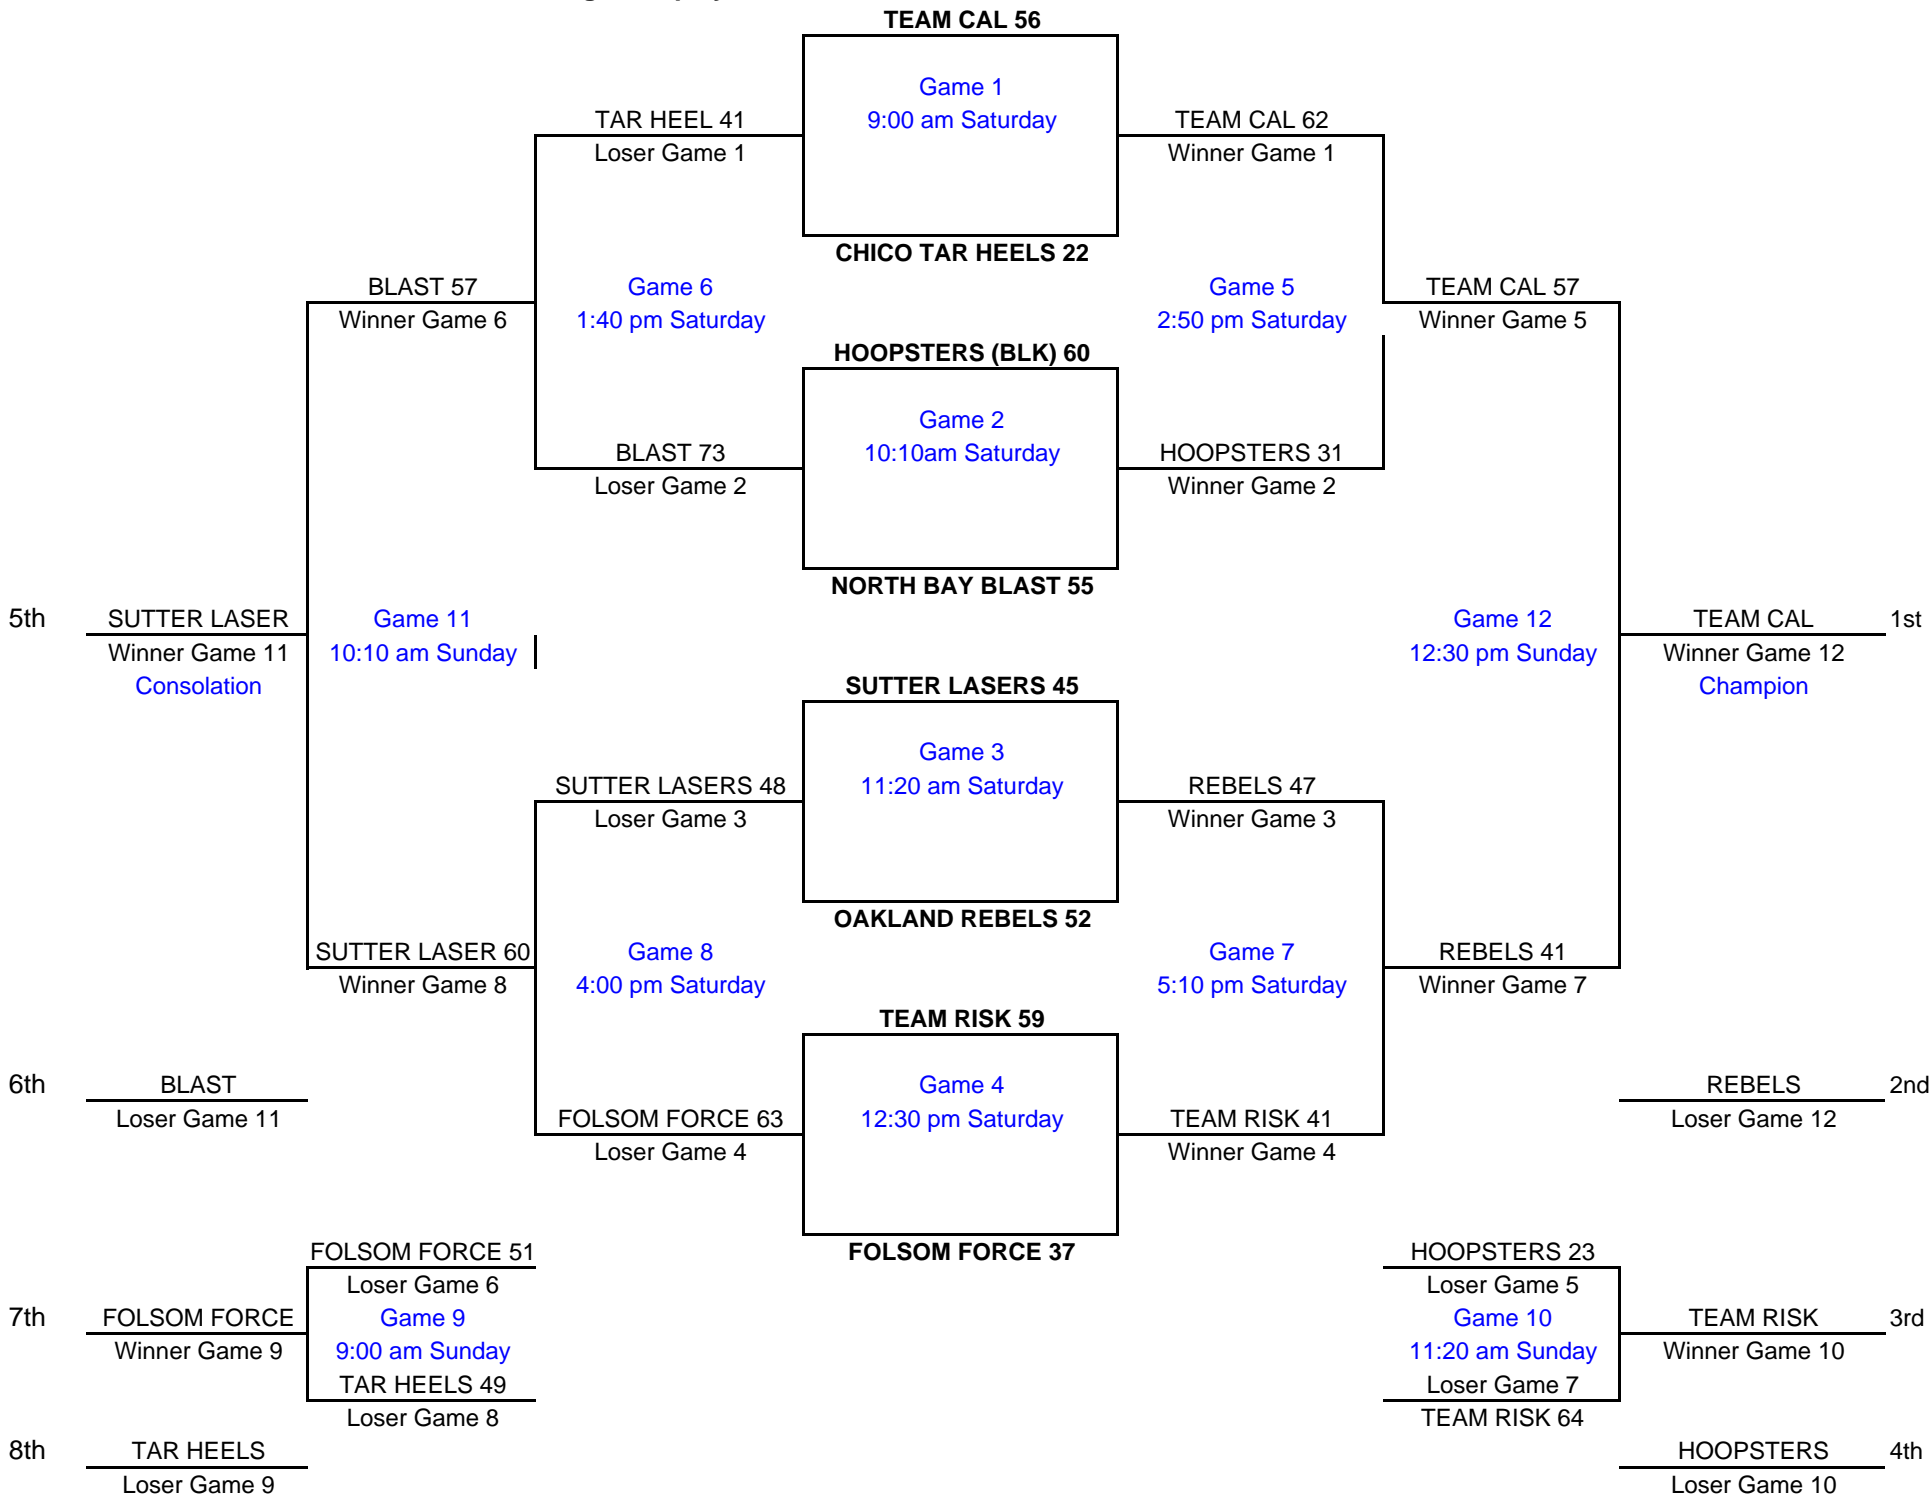 TEAM CAL 56
Game 1
TAR HEEL 41 9:00 am Saturday TEAM CAL 62
Loser Game 1 Winner Game 1
CHICO TAR HEELS 22
BLAST 57 Game 6 Game 5 TEAM CAL 57
Winner Game 6 1:40 pm Saturday 2:50 pm Saturday Winner Game 5
HOOPSTERS (BLK) 60
Game 2
BLAST 73 10:10am Saturday HOOPSTERS 31
Loser Game 2 Winner Game 2
NORTH BAY BLAST 55
5th SUTTER LASER Game 11 Game 12 TEAM CAL 1st
Winner Game 11 10:10 am Sunday 12:30 pm Sunday Winner Game 12
Consolation Champion
SUTTER LASERS 45
Game 3
SUTTER LASERS 48 11:20 am Saturday REBELS 47
Loser Game 3 Winner Game 3
OAKLAND REBELS 52
SUTTER LASER 60 Game 8 Game 7 REBELS 41
Winner Game 8 4:00 pm Saturday 5:10 pm Saturday Winner Game 7
TEAM RISK 59
6th BLAST Game 4 REBELS 2nd
Loser Game 11 FOLSOM FORCE 63 12:30 pm Saturday TEAM RISK 41 Loser Game 12
Loser Game 4 Winner Game 4
FOLSOM FORCE 51 FOLSOM FORCE 37 HOOPSTERS 23
Loser Game 6 Loser Game 5
7th FOLSOM FORCE Game 9 Game 10 TEAM RISK 3rd
Winner Game 9 9:00 am Sunday 11:20 am Sunday Winner Game 10
TAR HEELS 49 Loser Game 7
Loser Game 8 TEAM RISK 64
8th TAR HEELS HOOPSTERS 4th
Loser Game 9 Loser Game 10